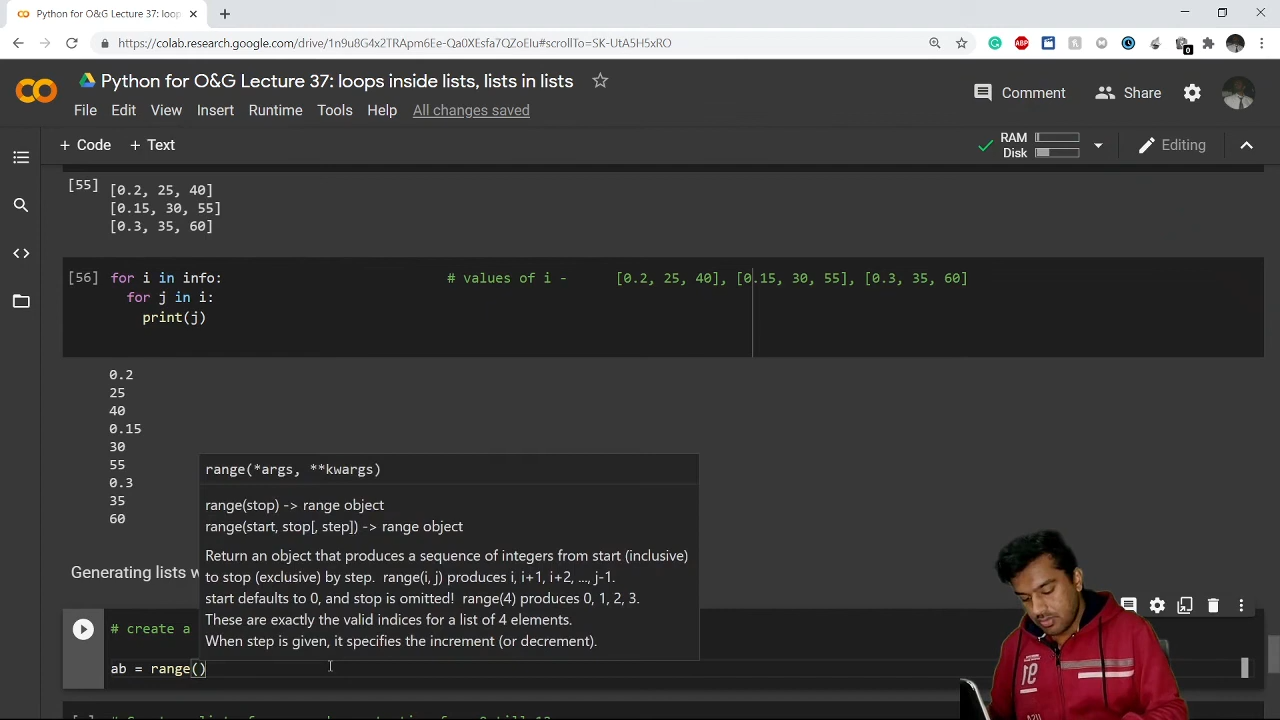 Python for O&G Lecture 37: loops
https://colab.research.google.com/drive/
ABP
0
Python for O&G Lecture 37: loops inside lists, lists in lists
Comment
Share
File Edit View Insert Runtime Tools Help All changes saved
+ Code + Text
RAM
Disk
Editing
[55] [0.2, 25, 40]
[0.15, 30, 55]
[0.3, 35, 60]
[56] for i in info: # values of i - [0.2, 25, 40], [0.15, 30, 55], [0.3, 35, 60]
for j in i:
print(j)
0.2
25
40
0.15
30
55
0.3
35
60
range(*args, **kwargs)
range(stop) -> range object
range(start, stop[, step]) -> range object
Return an object that produces a sequence of integers from start (inclusive)
to stop (exclusive) by step. range(i, j) produces i, i+1, i+2, ..., j-1.
start defaults to 0, and stop is omitted! range(4) produces 0, 1, 2, 3.
These are exactly the valid indices for a list of 4 elements.
When step is given, it specifies the increment (or decrement).
Generating lists w
# create a
ab = range()